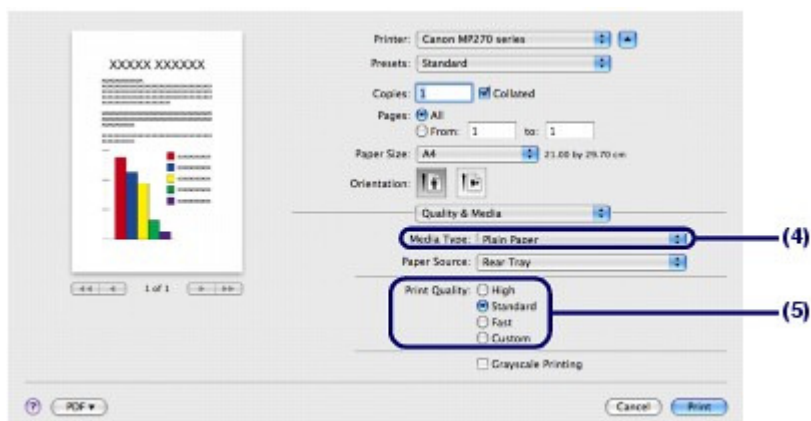 XXXXX XXXXXX
1 of 1
Printer: Canon MP270 series
Presets: Standard
Copies: 1 Collated
Pages: All
From: 1 to: 1
Paper Size: A4 21.00 by 29.70 cm
Orientation:
Quality & Media
Media Type: Plain Paper (4)
Paper Source: Rear Tray
Print Quality: High
Standard (5)
Fast
Custom
Grayscale Printing
? PDF Cancel Print